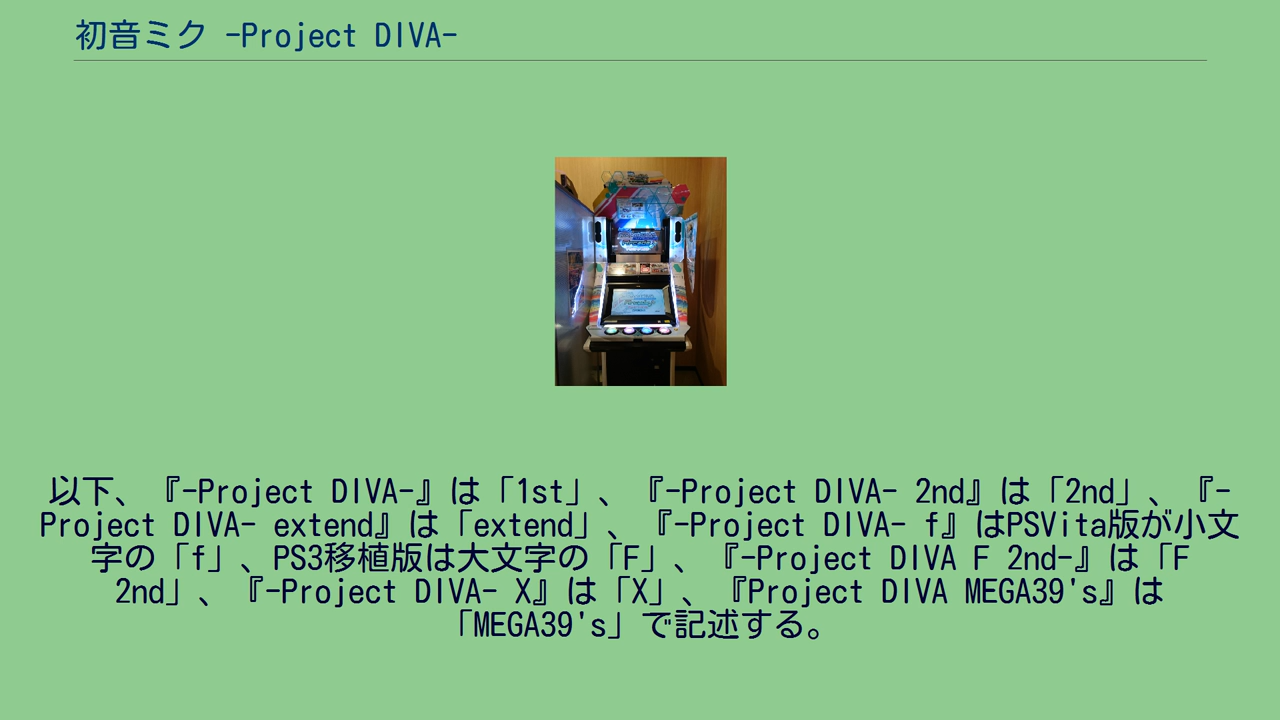 初音ミク -Project DIVA-
以下、『-Project DIVA-』は「1st」、『-Project DIVA- 2nd』は「2nd」、『-
Project DIVA- extend』は「extend」、『-Project DIVA- f』はPSVita版が小文
字の「f」、PS3移植版は大文字の「F」、『-Project DIVA F 2nd-』は「F
2nd」、『-Project DIVA- X』は「X」、『Project DIVA MEGA39's』は
「MEGA39's」で記述する。